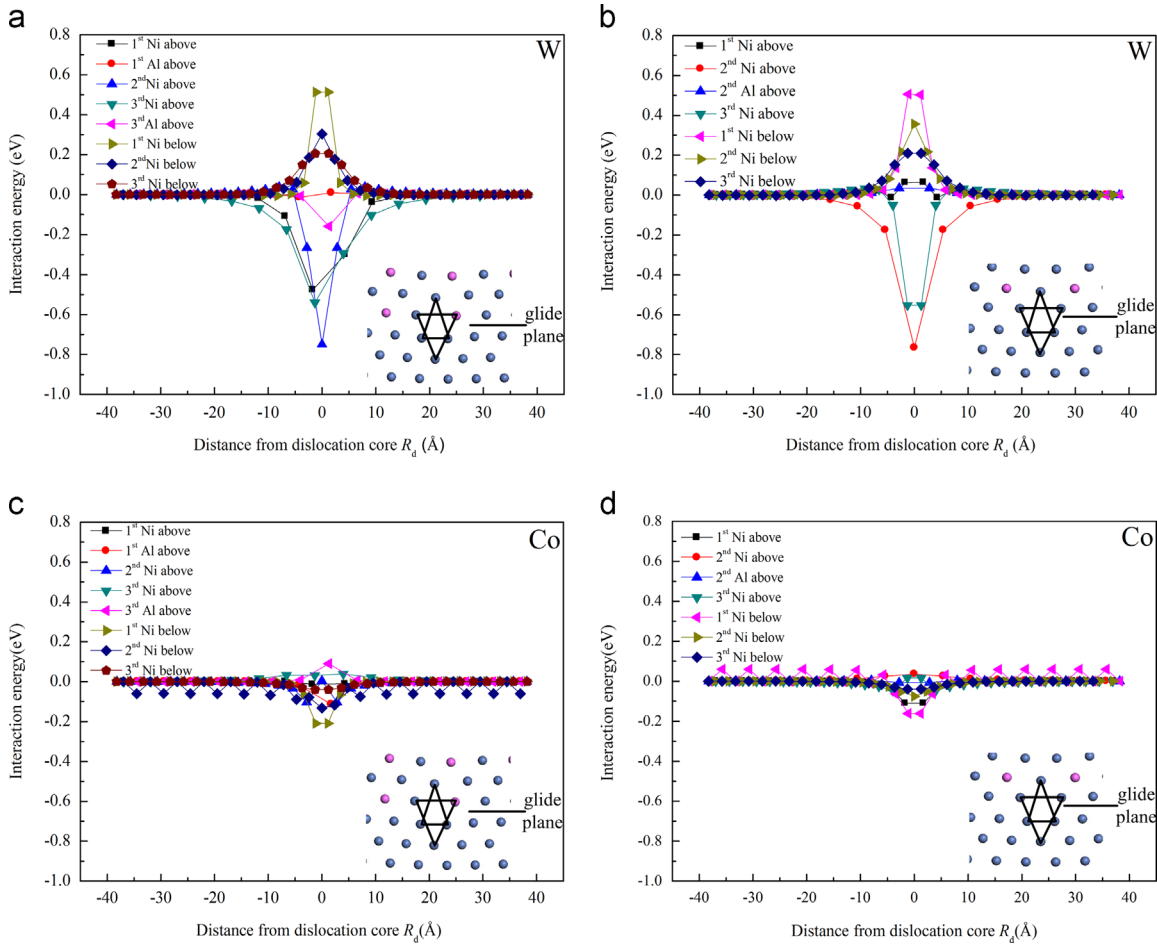 a
W
0.8
0.6
0.4
0.2
0.0
-0.2
-0.4
-0.6
-0.8
-1.0
Interaction energy (eV)
1st Ni above
1st Al above
2nd Ni above
3rd Ni above
3rd Al above
1st Ni below
2nd Ni below
3rd Ni below
glide
plane
-40 -30 -20 -10 0 10 20 30 40
Distance from dislocation core Rd (Å)
b
W
0.8
0.6
0.4
0.2
0.0
-0.2
-0.4
-0.6
-0.8
-1.0
Interaction energy (eV)
1st Ni above
2nd Ni above
2nd Al above
3rd Ni above
1st Ni below
2nd Ni below
3rd Ni below
glide
plane
-40 -30 -20 -10 0 10 20 30 40
Distance from dislocation core Rd (Å)
c
Co
0.8
0.6
0.4
0.2
0.0
-0.2
-0.4
-0.6
-0.8
-1.0
Interaction energy(eV)
1st Ni above
1st Al above
2nd Ni above
3rd Ni above
3rd Al above
1st Ni below
2nd Ni below
3rd Ni below
glide
plane
-40 -30 -20 -10 0 10 20 30 40
Distance from dislocation core Rd(Å)
d
Co
0.8
0.6
0.4
0.2
0.0
-0.2
-0.4
-0.6
-0.8
-1.0
Interaction energy(eV)
1st Ni above
2nd Ni above
2nd Al above
3rd Ni above
1st Ni below
2nd Ni below
3rd Ni below
glide
plane
-40 -30 -20 -10 0 10 20 30 40
Distance from dislocation core Rd(Å)